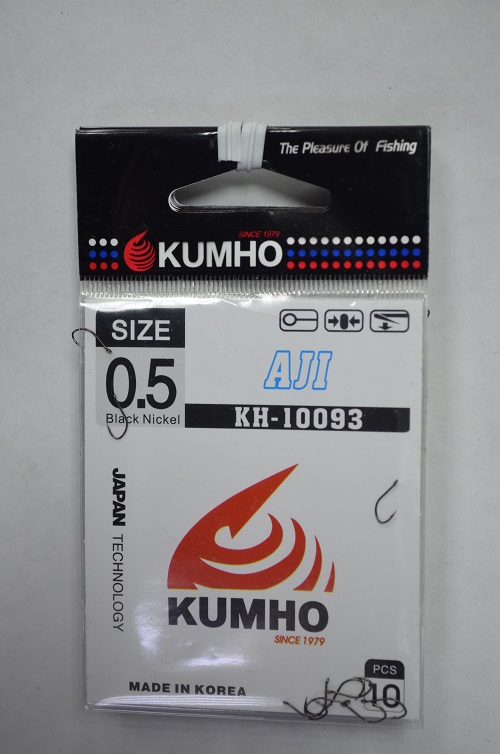 The Pleasure Of Fishing
SINCE 1979
KUMHO
SIZE
0.5
Black Nickel
AJI
KH-10093
JAPAN TECHNOLOGY
KUMHO
SINCE 1979
MADE IN KOREA
PCS
10